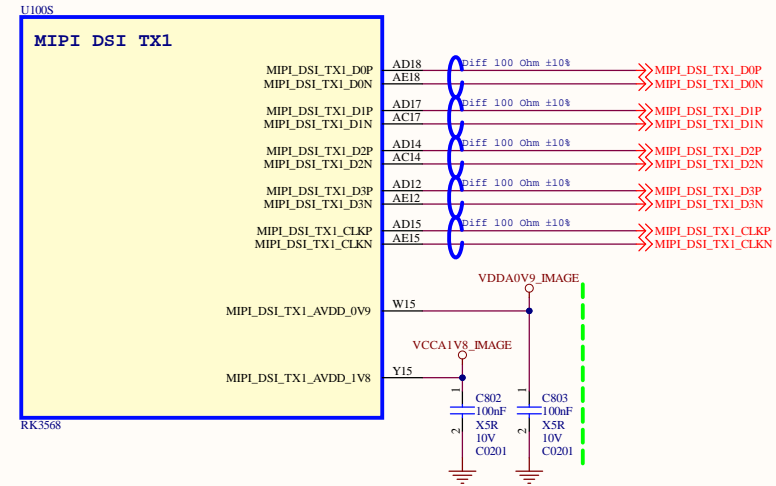 U100S
MIPI DSI TX1
MIPI_DSI_TX1_D0P AD18 Diff 100 Ohm ±10% MIPI_DSI_TX1_D0P
MIPI_DSI_TX1_D0N AE18 MIPI_DSI_TX1_D0N
MIPI_DSI_TX1_D1P AD17 Diff 100 Ohm ±10% MIPI_DSI_TX1_D1P
MIPI_DSI_TX1_D1N AC17 MIPI_DSI_TX1_D1N
MIPI_DSI_TX1_D2P AD14 Diff 100 Ohm ±10% MIPI_DSI_TX1_D2P
MIPI_DSI_TX1_D2N AC14 MIPI_DSI_TX1_D2N
MIPI_DSI_TX1_D3P AD12 Diff 100 Ohm ±10% MIPI_DSI_TX1_D3P
MIPI_DSI_TX1_D3N AE12 MIPI_DSI_TX1_D3N
MIPI_DSI_TX1_CLKP AD15 Diff 100 Ohm ±10% MIPI_DSI_TX1_CLKP
MIPI_DSI_TX1_CLKN AE15 MIPI_DSI_TX1_CLKN
VDDA0V9_IMAGE
MIPI_DSI_TX1_AVDD_0V9 W15
VCCA1V8_IMAGE
MIPI_DSI_TX1_AVDD_1V8 Y15
1 C802 1 C803
100nF 100nF
X5R X5R
2 10V 2 10V
C0201 C0201
RK3568